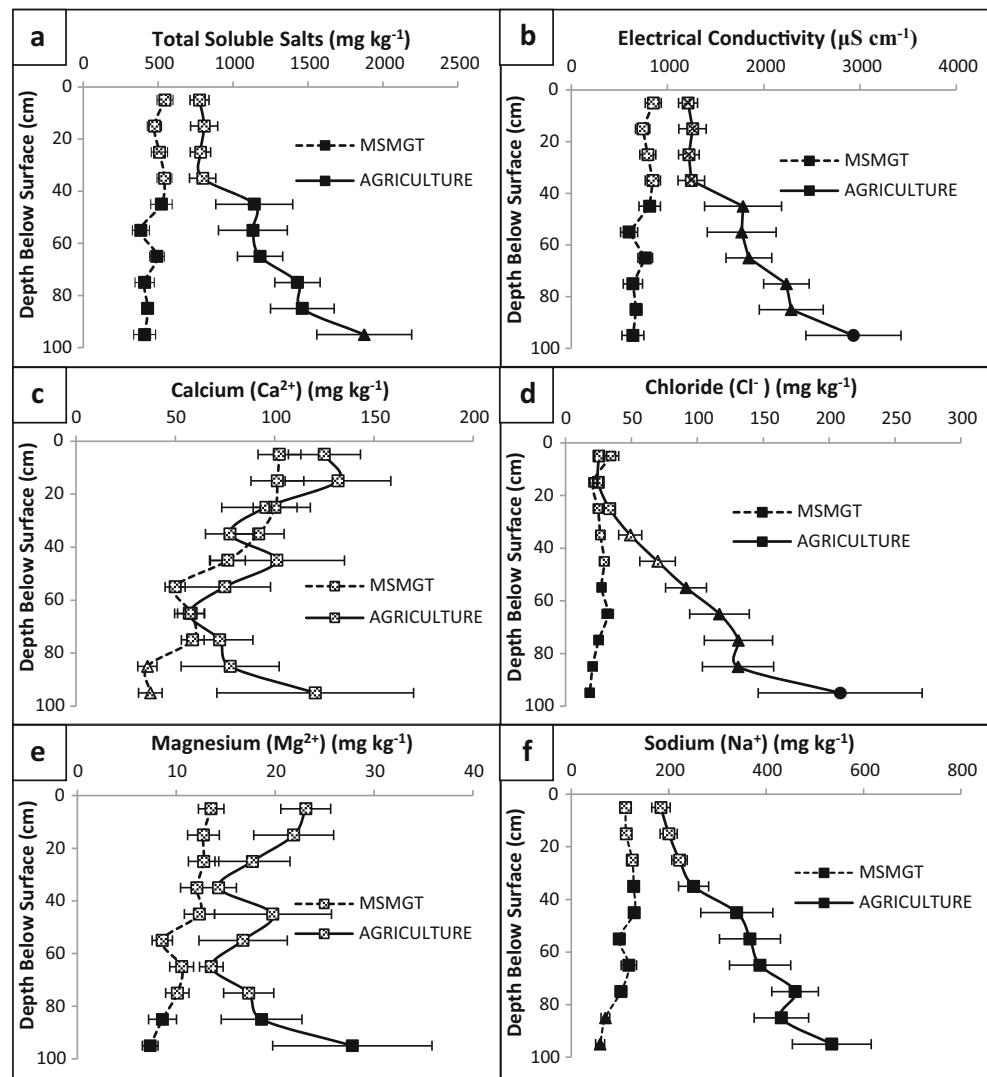 a
Total Soluble Salts (mg kg⁻¹)
0 500 1000 1500 2000 2500
Depth Below Surface (cm)
0
20
40
60
80
100
MSMGT
AGRICULTURE
b
Electrical Conductivity (µS cm⁻¹)
0 1000 2000 3000 4000
Depth Below Surface (cm)
0
20
40
60
80
100
MSMGT
AGRICULTURE
c
Calcium (Ca²⁺) (mg kg⁻¹)
0 50 100 150 200
Depth Below Surface (cm)
0
20
40
60
80
100
MSMGT
AGRICULTURE
d
Chloride (Cl⁻ ) (mg kg⁻¹)
0 50 100 150 200 300
Depth Below Surface (cm)
0
20
40
60
80
100
MSMGT
AGRICULTURE
e
Magnesium (Mg²⁺) (mg kg⁻¹)
0 10 20 30 40
Depth Below Surface (cm)
0
20
40
60
80
100
MSMGT
AGRICULTURE
f
Sodium (Na⁺) (mg kg⁻¹)
0 200 400 600 800
Depth Below Surface (cm)
0
20
40
60
80
100
MSMGT
AGRICULTURE